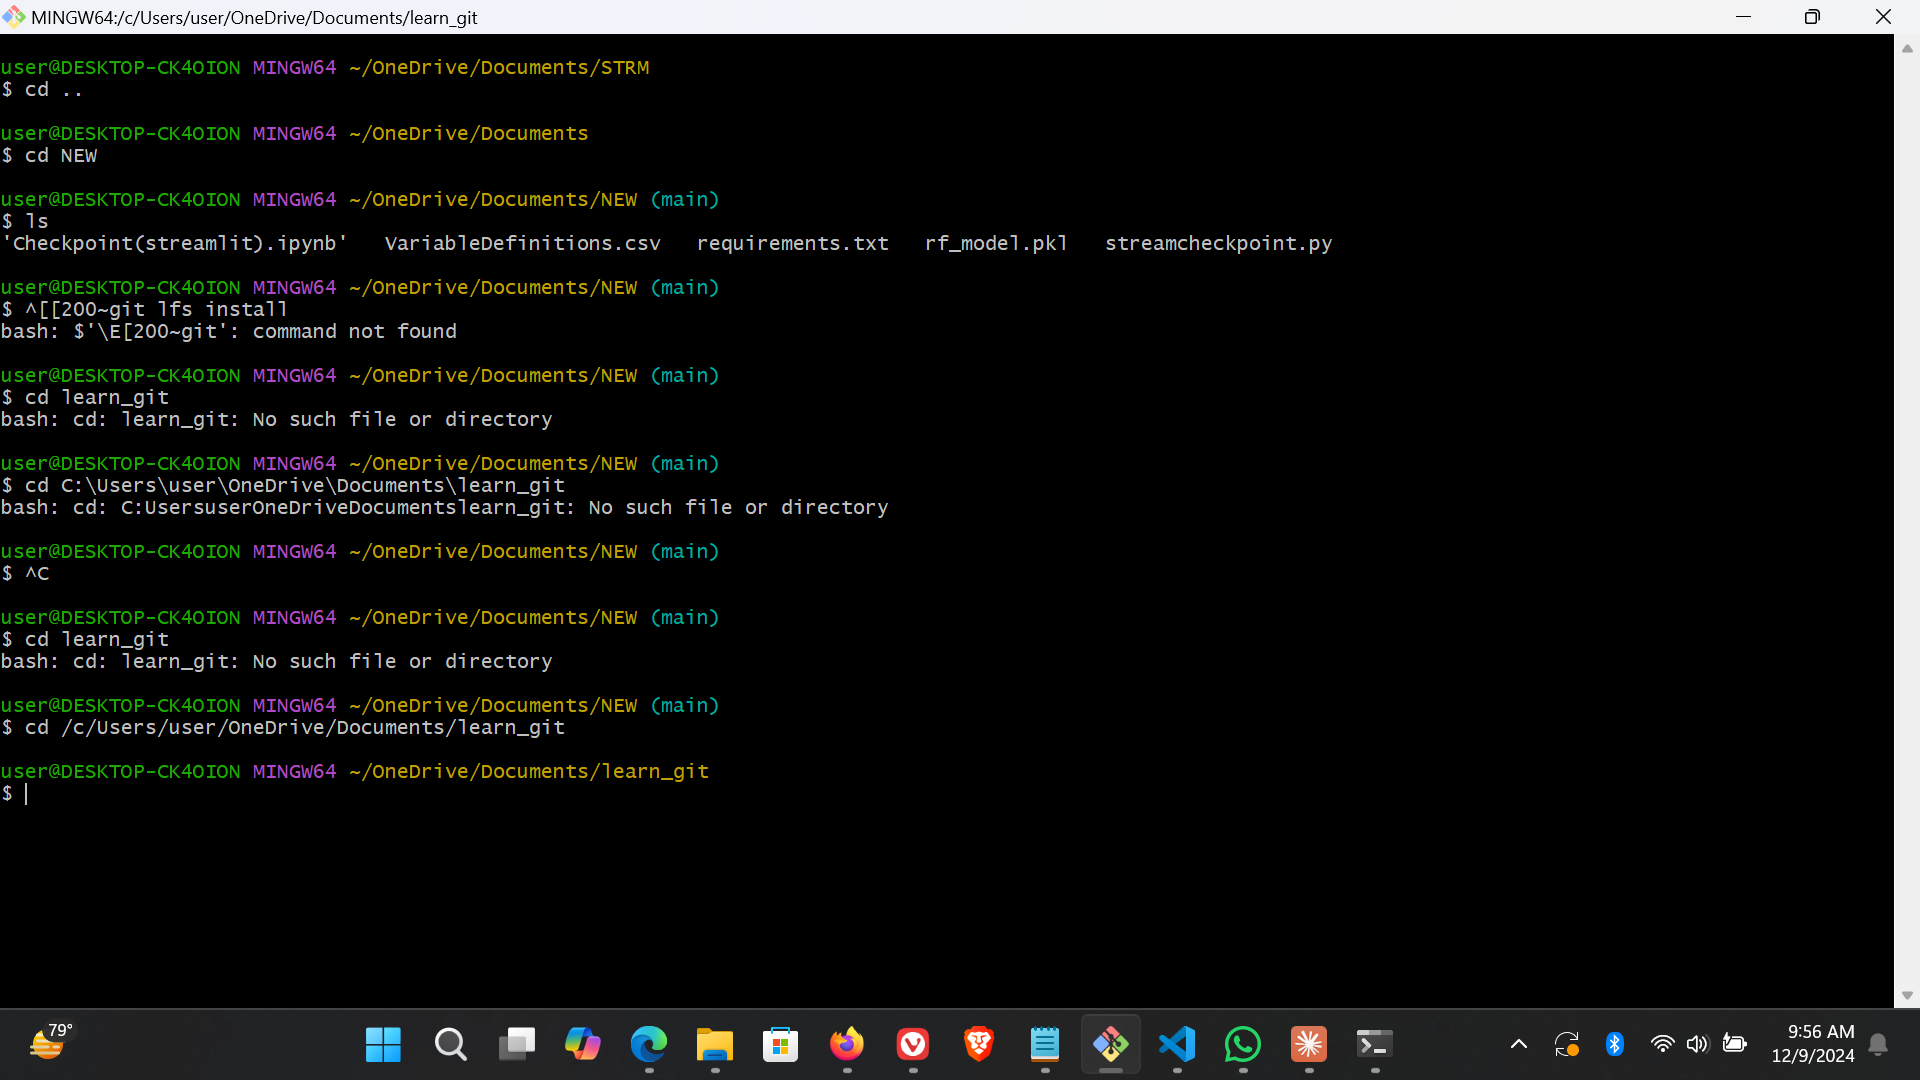 MINGW64:/c/Users/user/OneDrive/Documents/learn_git
user@DESKTOP-CK4OION MINGW64 ~/OneDrive/Documents/STRM
$ cd ..
user@DESKTOP-CK4OION MINGW64 ~/OneDrive/Documents
$ cd NEW
user@DESKTOP-CK4OION MINGW64 ~/OneDrive/Documents/NEW (main)
$ ls
'Checkpoint(streamlit).ipynb'   VariableDefinitions.csv   requirements.txt   rf_model.pkl   streamcheckpoint.py
user@DESKTOP-CK4OION MINGW64 ~/OneDrive/Documents/NEW (main)
$ ^[[200~git lfs install
bash: $'\E[200~git': command not found
user@DESKTOP-CK4OION MINGW64 ~/OneDrive/Documents/NEW (main)
$ cd learn_git
bash: cd: learn_git: No such file or directory
user@DESKTOP-CK4OION MINGW64 ~/OneDrive/Documents/NEW (main)
$ cd C:\Users\user\OneDrive\Documents\learn_git
bash: cd: C:UsersuserOneDriveDocumentslearn_git: No such file or directory
user@DESKTOP-CK4OION MINGW64 ~/OneDrive/Documents/NEW (main)
$ ^C
user@DESKTOP-CK4OION MINGW64 ~/OneDrive/Documents/NEW (main)
$ cd learn_git
bash: cd: learn_git: No such file or directory
user@DESKTOP-CK4OION MINGW64 ~/OneDrive/Documents/NEW (main)
$ cd /c/Users/user/OneDrive/Documents/learn_git
user@DESKTOP-CK4OION MINGW64 ~/OneDrive/Documents/learn_git
$
79°
9:56 AM
12/9/2024